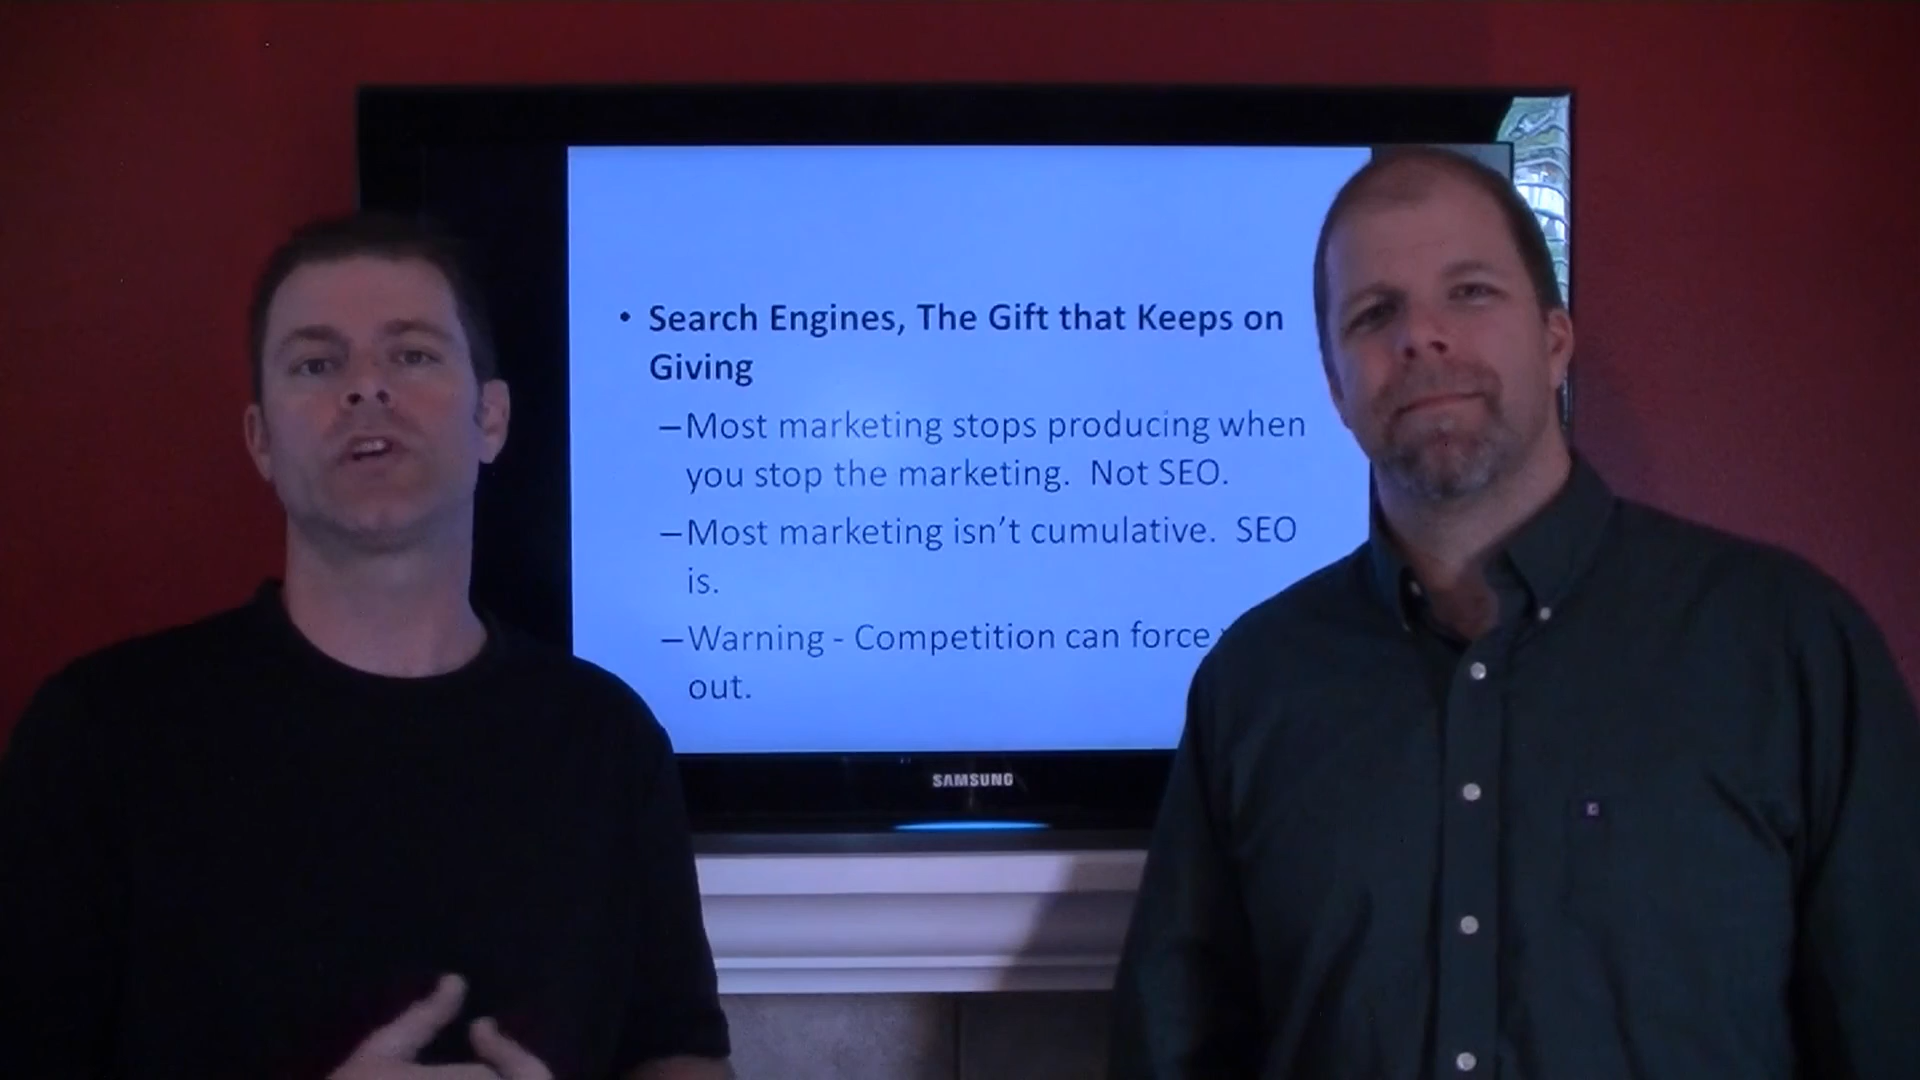 • Search Engines, The Gift that Keeps on
Giving
–Most marketing stops producing when
you stop the marketing.  Not SEO.
–Most marketing isn't cumulative.  SEO
is.
–Warning - Competition can force
out.
SAMSUNG